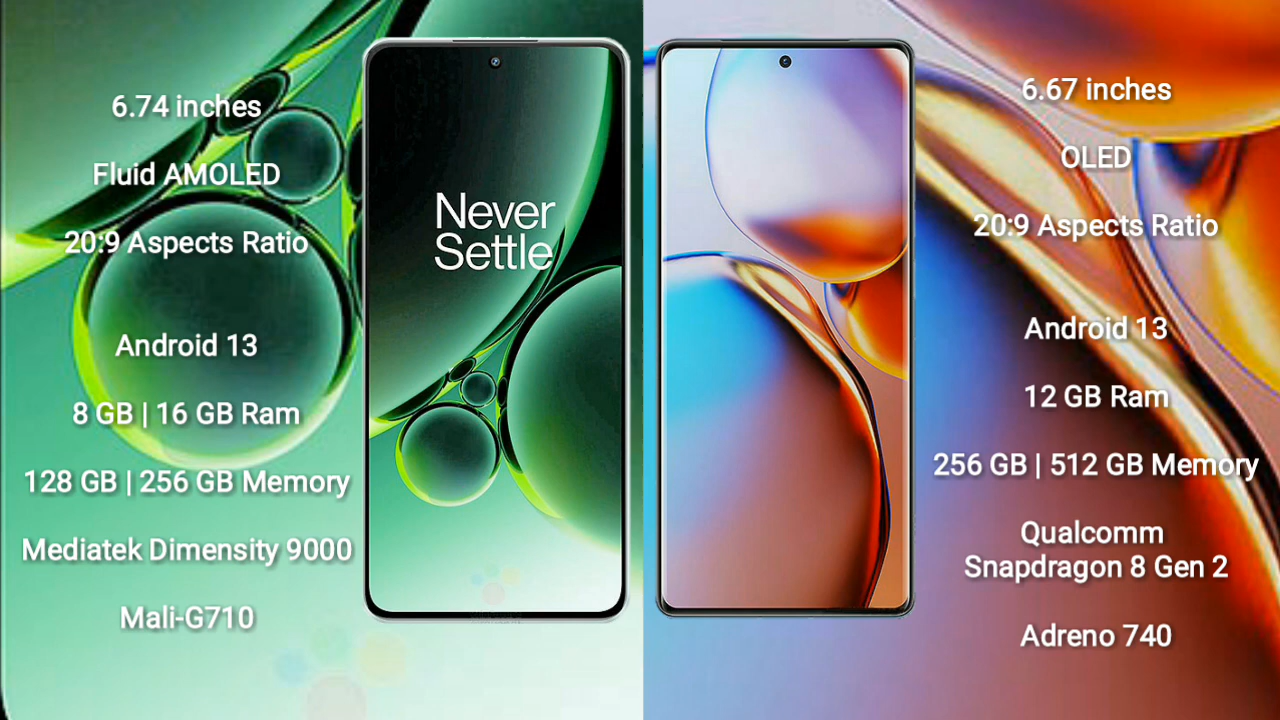 6.74 inches
Fluid AMOLED
20:9 Aspects Ratio
Android 13
8 GB | 16 GB Ram
128 GB | 256 GB Memory
Mediatek Dimensity 9000
Mali-G710
Never
Settle
6.67 inches
OLED
20:9 Aspects Ratio
Android 13
12 GB Ram
256 GB | 512 GB Memory
Qualcomm
Snapdragon 8 Gen 2
Adreno 740